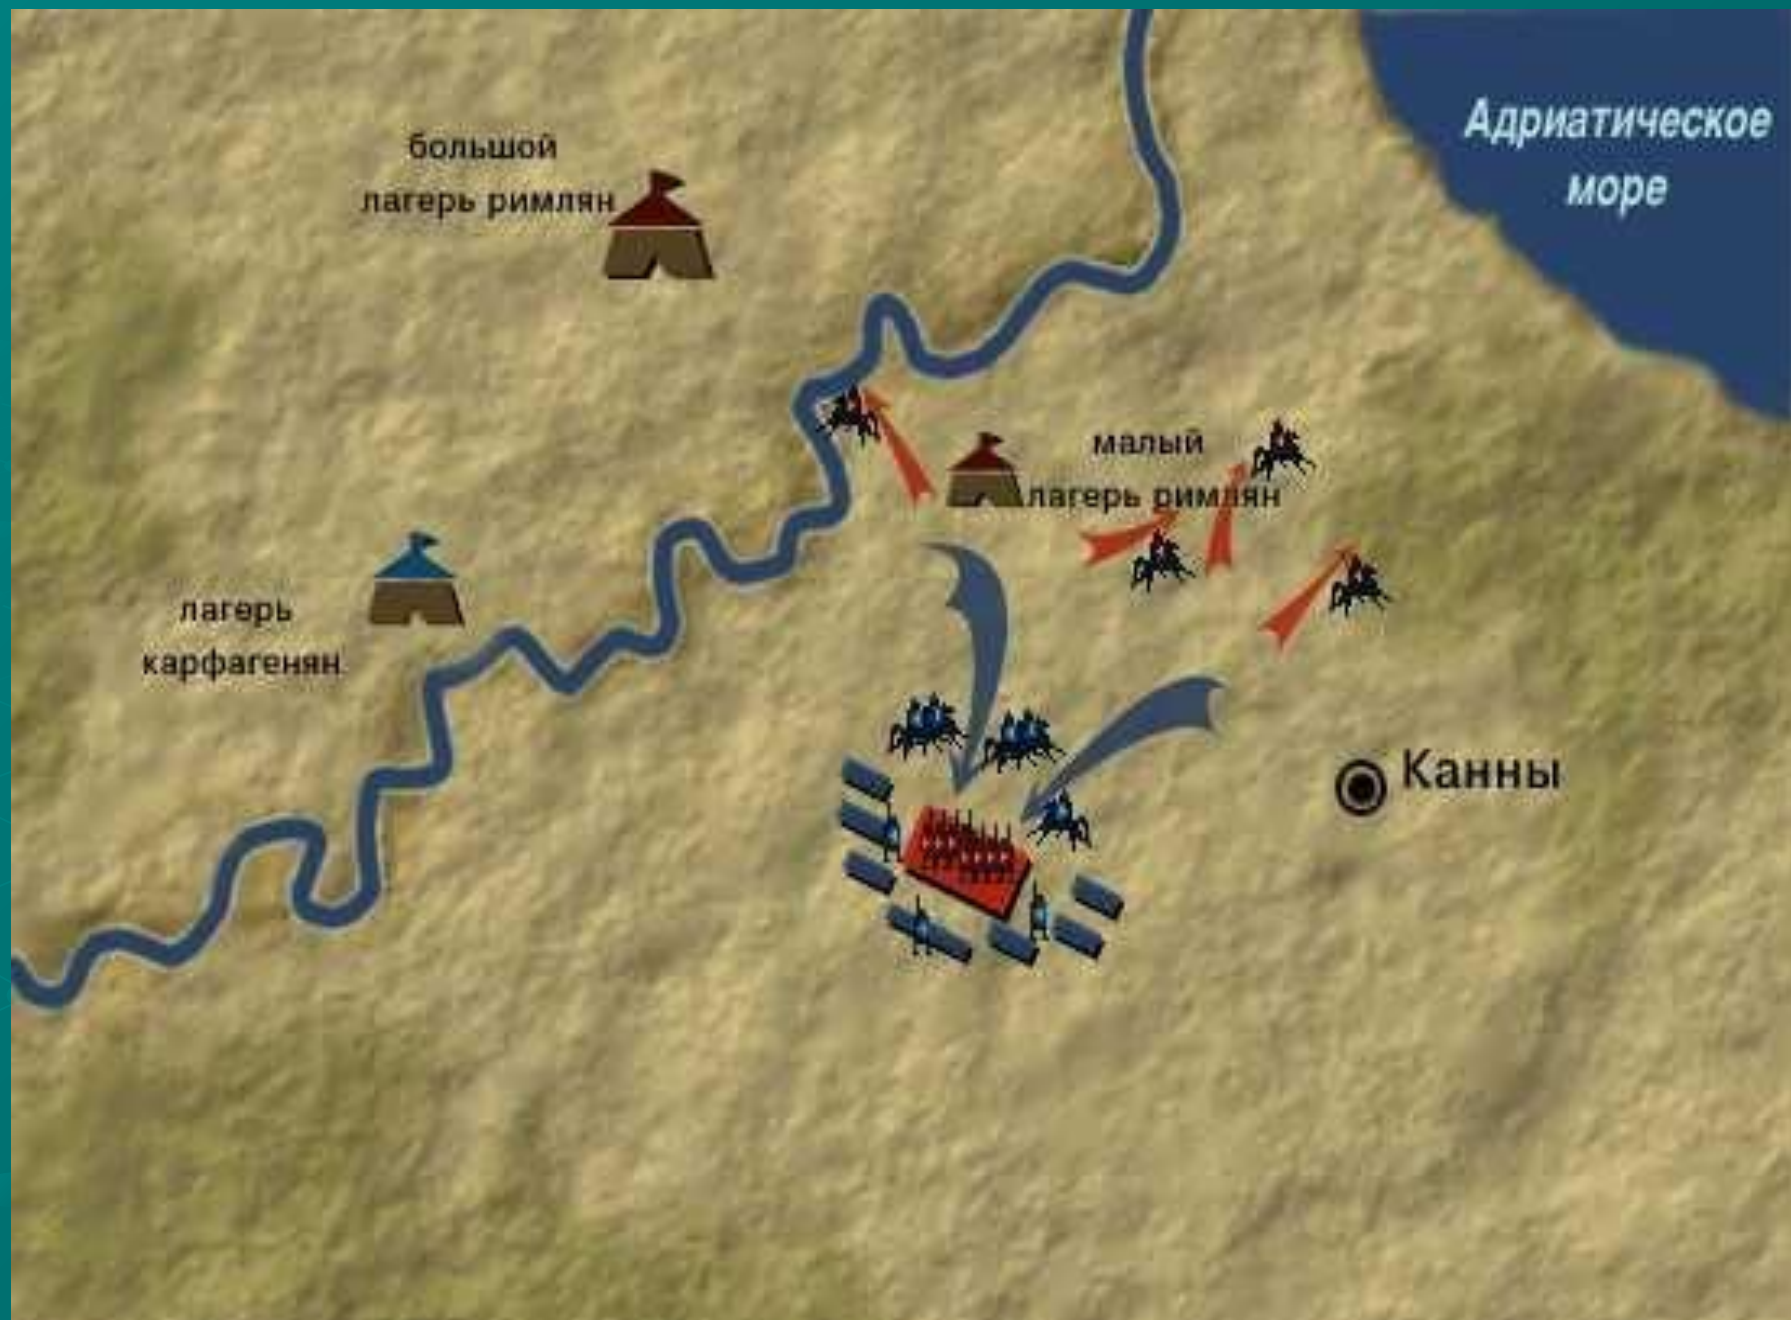 Адриатическое
море
большой
лагерь римлян
малый
лагерь римлян
лагерь
карфагенян
Канны